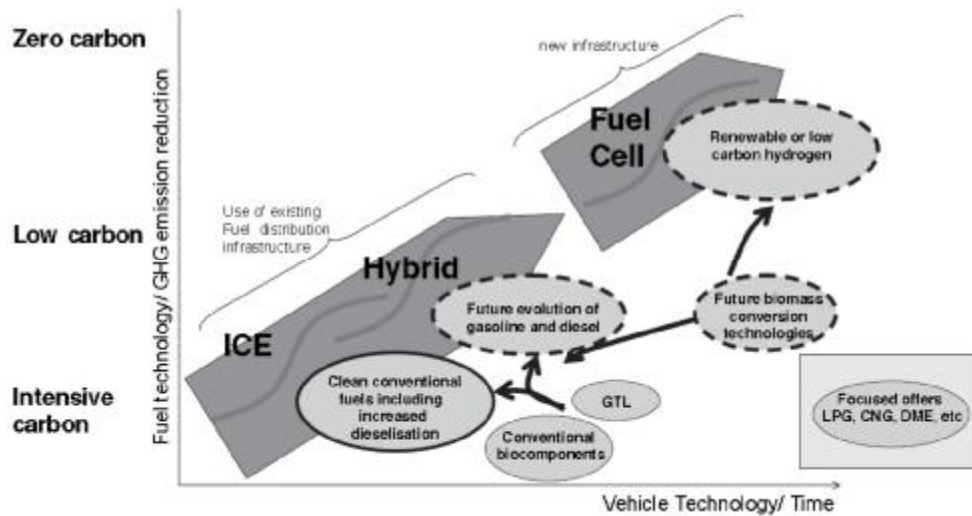 Zero carbon
Low carbon
Intensive
carbon
Fuel technology/ GHG emission reduction
new infrastructure
Fuel
Cell
Renewable or low
carbon hydrogen
Use of existing
Fuel distribution
infrastructure
Hybrid
ICE
Future evolution of
gasoline and diesel
Future biomass
conversion
technologies
Clean conventional
fuels including
increased
dieselisation
GTL
Conventional
biocomponents
Focused offers
LPG, CNG, DME, etc
Vehicle Technology/ Time